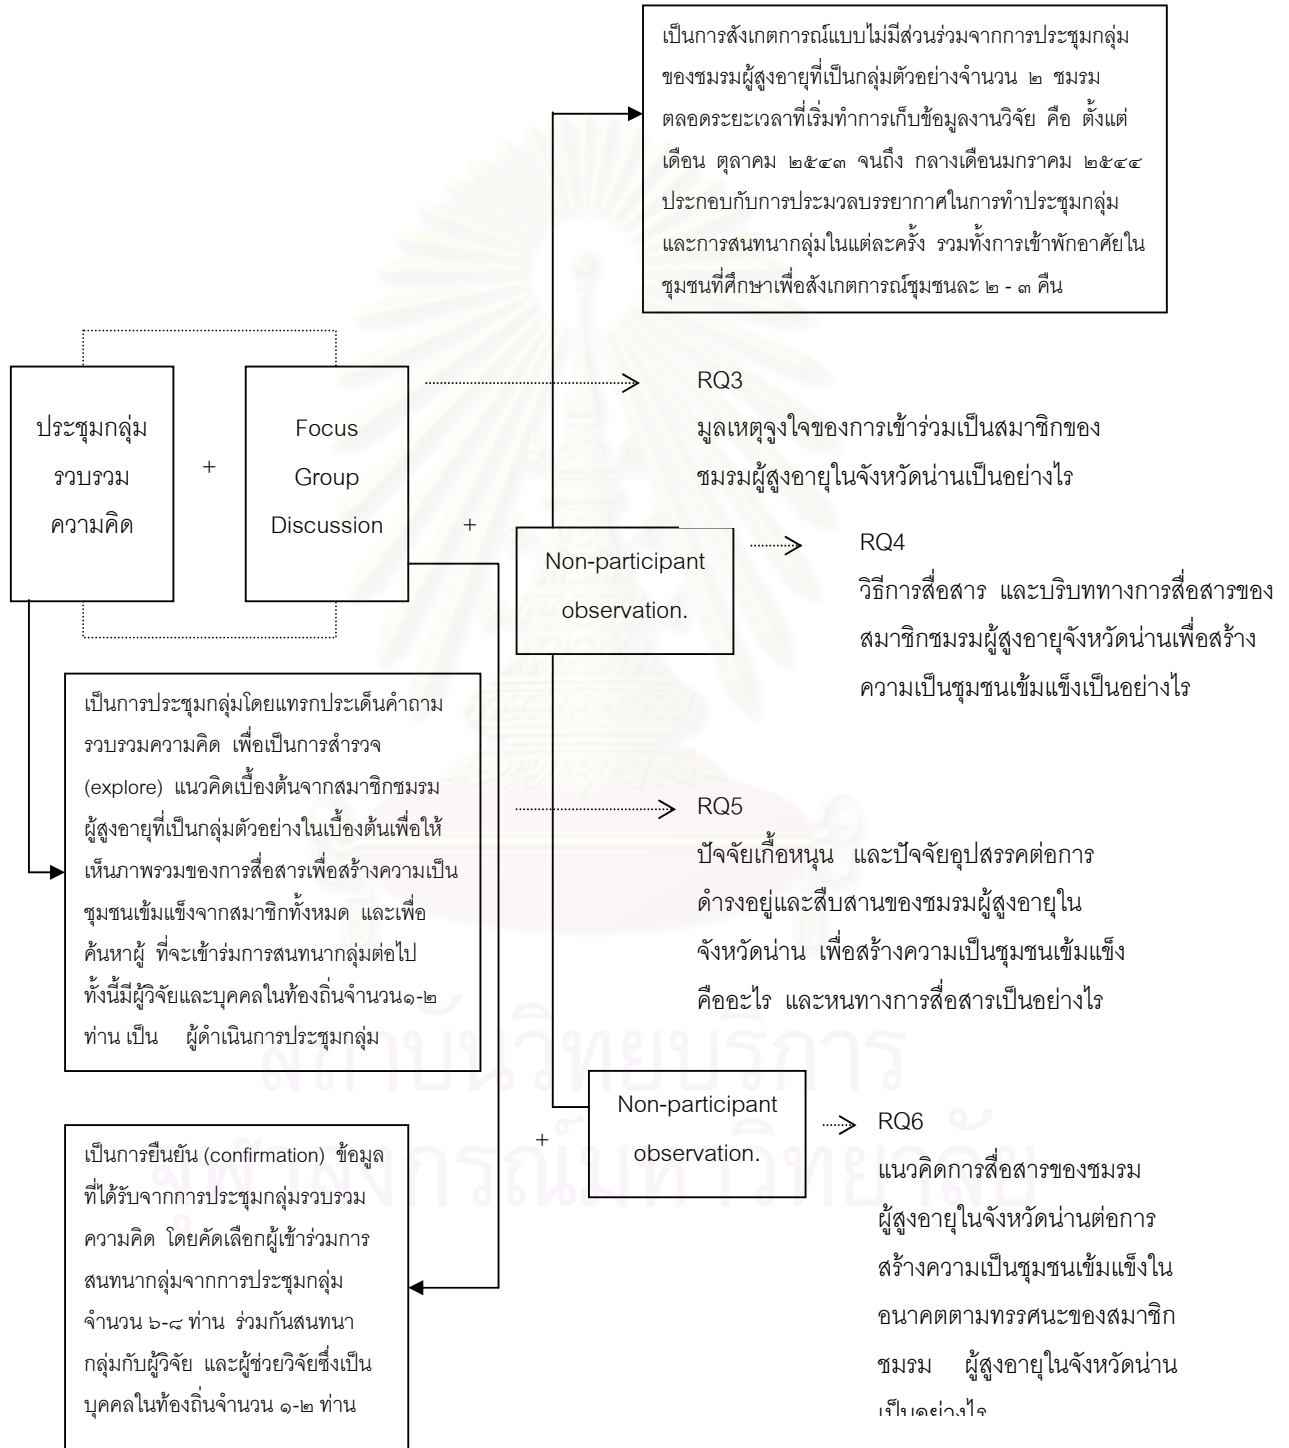 เป็นการสังเกตการณ์แบบไม่มีส่วนร่วมจากการประชุมกลุ่ม
ของชมรมผู้สูงอายุที่เป็นกลุ่มตัวอย่างจำนวน ๒ ชมรม
ตลอดระยะเวลาที่เริ่มทำการเก็บข้อมูลงานวิจัย คือ ตั้งแต่
เดือน ตุลาคม ๒๕๔๓ จนถึง กลางเดือนมกราคม ๒๕๔๔
ประกอบกับการประมวลบรรยากาศในการทำประชุมกลุ่ม
และการสนทนากลุ่มในแต่ละครั้ง รวมทั้งการเข้าพักอาศัยใน
ชุมชนที่ศึกษาเพื่อสังเกตการณ์ชุมชนละ ๒ - ๓ คืน
ประชุมกลุ่ม
รวบรวม
ความคิด
+
Focus
Group
Discussion
+
RQ3
มูลเหตุจูงใจของการเข้าร่วมเป็นสมาชิกของ
ชมรมผู้สูงอายุในจังหวัดน่านเป็นอย่างไร
Non-participant
observation.
RQ4
วิธีการสื่อสาร และบริบททางการสื่อสารของ
สมาชิกชมรมผู้สูงอายุจังหวัดน่านเพื่อสร้าง
ความเป็นชุมชนเข้มแข็งเป็นอย่างไร
เป็นการประชุมกลุ่มโดยแทรกประเด็นคำถาม
รวบรวมความคิด เพื่อเป็นการสำรวจ
(explore) แนวคิดเบื้องต้นจากสมาชิกชมรม
ผู้สูงอายุที่เป็นกลุ่มตัวอย่างในเบื้องต้นเพื่อให้
เห็นภาพรวมของการสื่อสารเพื่อสร้างความเป็น
ชุมชนเข้มแข็งจากสมาชิกทั้งหมด และเพื่อ
ค้นหาผู้ ที่จะเข้าร่มการสนทนากลุ่มต่อไป
ทั้งนี้มีผู้วิจัยและบุคคลในท้องถิ่นจำนวน๑-๒
ท่าน เป็น ผู้ดำเนินการประชุมกลุ่ม
RQ5
ปัจจัยเกื้อหนุน และปัจจัยอุปสรรคต่อการ
ดำรงอยู่และสืบสานของชมรมผู้สูงอายุใน
จังหวัดน่าน เพื่อสร้างความเป็นชุมชนเข้มแข็ง
คืออะไร และหนทางการสื่อสารเป็นอย่างไร
สถาบันวิทยบริการ
จุฬาลงกรณ์มหาวิทยาลัย
เป็นการยืนยัน (confirmation) ข้อมูล
ที่ได้รับจากการประชุมกลุ่มรวบรวม
ความคิด โดยคัดเลือกผู้เข้าร่วมการ
สนทนากลุ่มจากการประชุมกลุ่ม
จำนวน ๖-๘ ท่าน ร่วมกันสนทนา
กลุ่มกับผู้วิจัย และผู้ช่วยวิจัยซึ่งเป็น
บุคคลในท้องถิ่นจำนวน ๑-๒ ท่าน
+
Non-participant
observation.
RQ6
แนวคิดการสื่อสารของชมรม
ผู้สูงอายุในจังหวัดน่านต่อการ
สร้างความเป็นชุมชนเข้มแข็งใน
อนาคตตามทรรศนะของสมาชิก
ชมรม ผู้สูงอายุในจังหวัดน่าน
เป็นอย่างไร